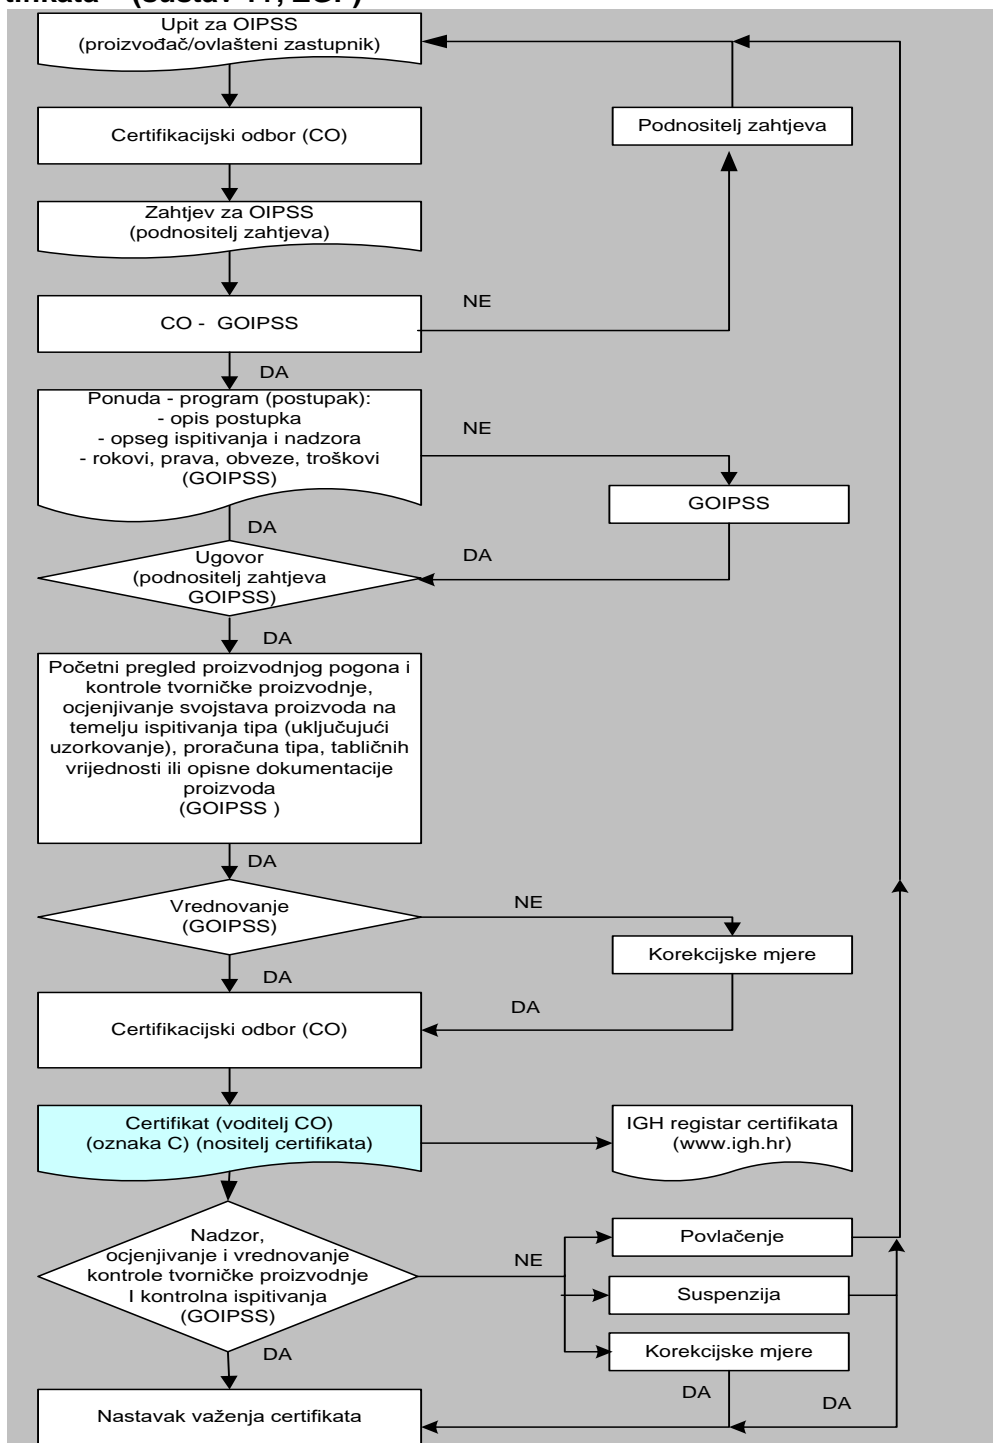 Upit za OIPSS
(proizvođač/ovlašteni zastupnik)
Certifikacijski odbor (CO)
Podnositelj zahtjeva
Zahtjev za OIPSS
(podnositelj zahtjeva)
CO - GOIPSS
NE
DA
Ponuda - program (postupak):
- opis postupka
- opseg ispitivanja i nadzora
- rokovi, prava, obveze, troškovi
(GOIPSS)
NE
GOIPSS
DA
Ugovor
(podnositelj zahtjeva
GOIPSS)
DA
DA
Početni pregled proizvodnjog pogona i
kontrole tvorničke proizvodnje,
ocjenjivanje svojstava proizvoda na
temelju ispitivanja tipa (uključujući
uzorkovanje), proračuna tipa, tabličnih
vrijednosti ili opisne dokumentacije
proizvoda
(GOIPSS )
DA
Vrednovanje
(GOIPSS)
NE
Korekcijske mjere
DA
DA
Certifikacijski odbor (CO)
Certifikat (voditelj CO)
(oznaka C) (nositelj certifikata)
IGH registar certifikata
(www.igh.hr)
Nadzor,
ocjenjivanje i vrednovanje
kontrole tvorničke proizvodnje
I kontrolna ispitivanja
(GOIPSS)
NE
Povlačenje
Suspenzija
Korekcijske mjere
DA
DA
DA
Nastavak važenja certifikata